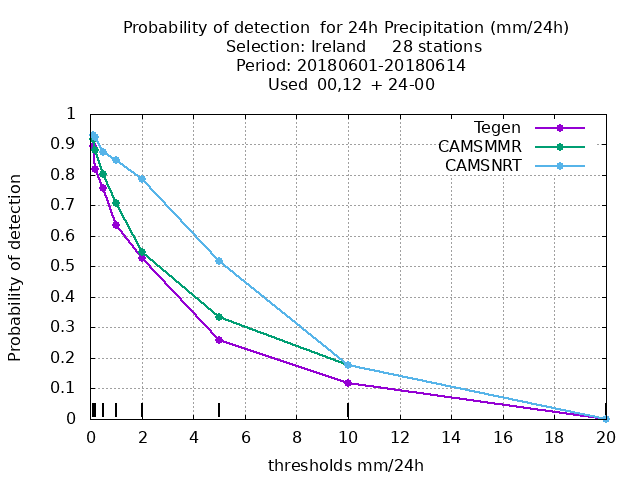 Probability of detection  for 24h Precipitation (mm/24h)
Selection: Ireland     28 stations
Period: 20180601-20180614
Used  00,12  + 24-00
Tegen
CAMSMMR
CAMSNRT
Probability of detection
1
0.9
0.8
0.7
0.6
0.5
0.4
0.3
0.2
0.1
0
0 2 4 6 8 10 12 14 16 18 20
thresholds mm/24h